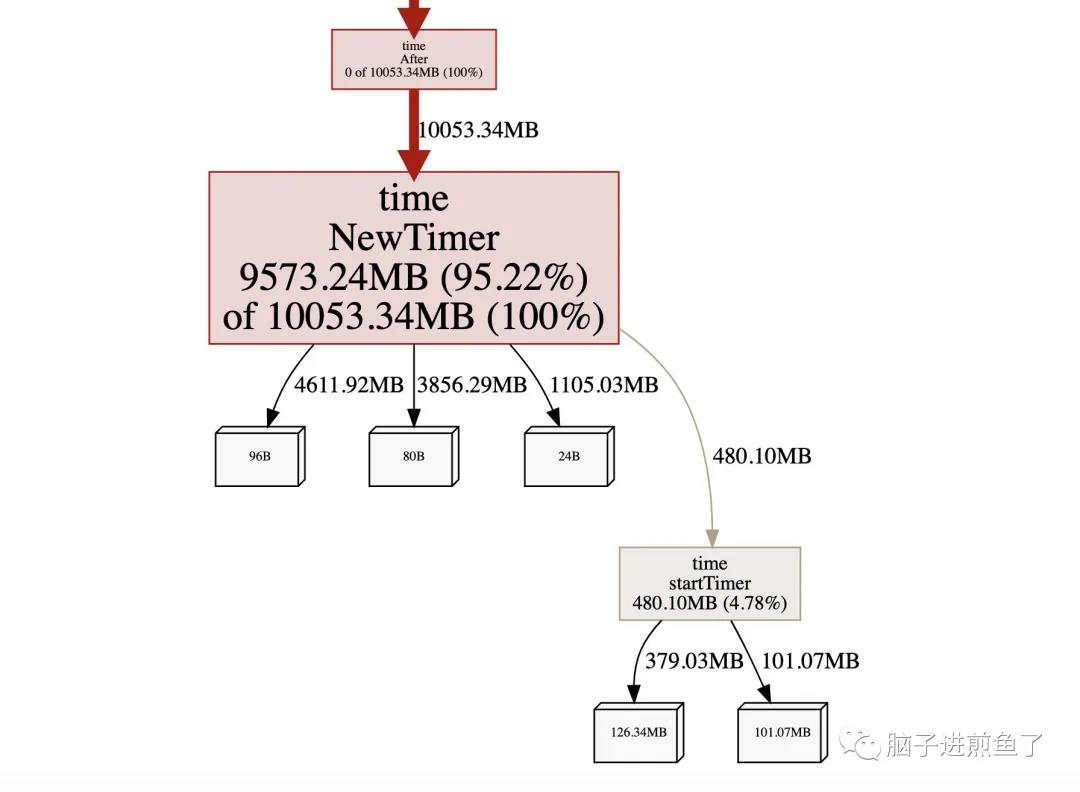 time
After
0 of 10053.34MB (100%)
10053.34MB
time
NewTimer
9573.24MB (95.22%)
of 10053.34MB (100%)
4611.92MB
3856.29MB
1105.03MB
96B
80B
24B
480.10MB
time
startTimer
480.10MB (4.78%)
379.03MB
101.07MB
126.34MB
101.07MB
脑子进煎鱼了